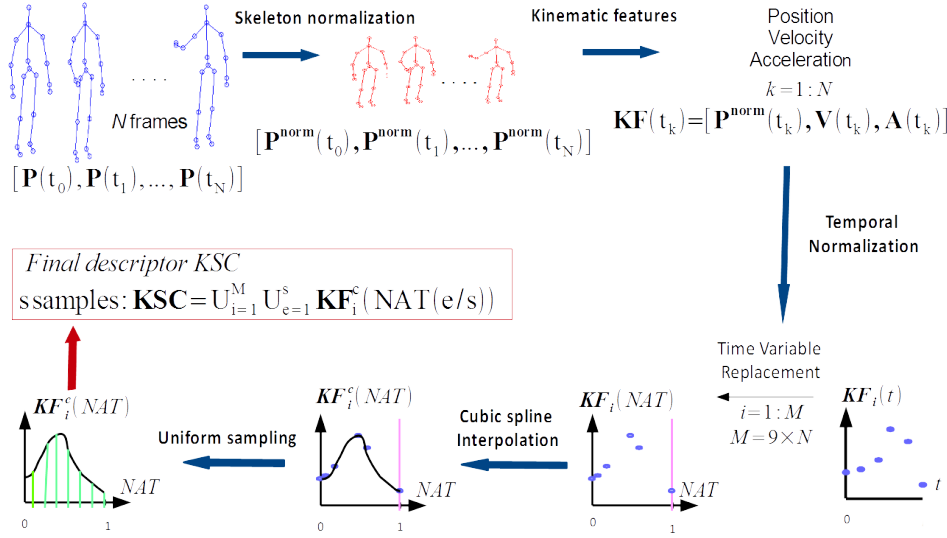 Skeleton normalization
Kinematic features
Position
Velocity
Acceleration
k=1:N
KF(t_k)=[P^norm(t_k),V(t_k),A(t_k)]
. . . .
N frames
[P(t_0),P(t_1),...,P(t_N)]
. . . .
[P^norm(t_0),P^norm(t_1),...,P^norm(t_N)]
Temporal
Normalization
Final descriptor KSC
s samples: KSC=U_{i=1}^{M} U_{e=1}^{s} KF_i^c(NAT(e/s))
Time Variable
Replacement
i=1:M
M=9×N
KF_i(t)
t
0
KF_i(NAT)
NAT
0 1
Cubic spline
Interpolation
KF_i^c(NAT)
NAT
0 1
Uniform sampling
KF_i^c(NAT)
NAT
0 1